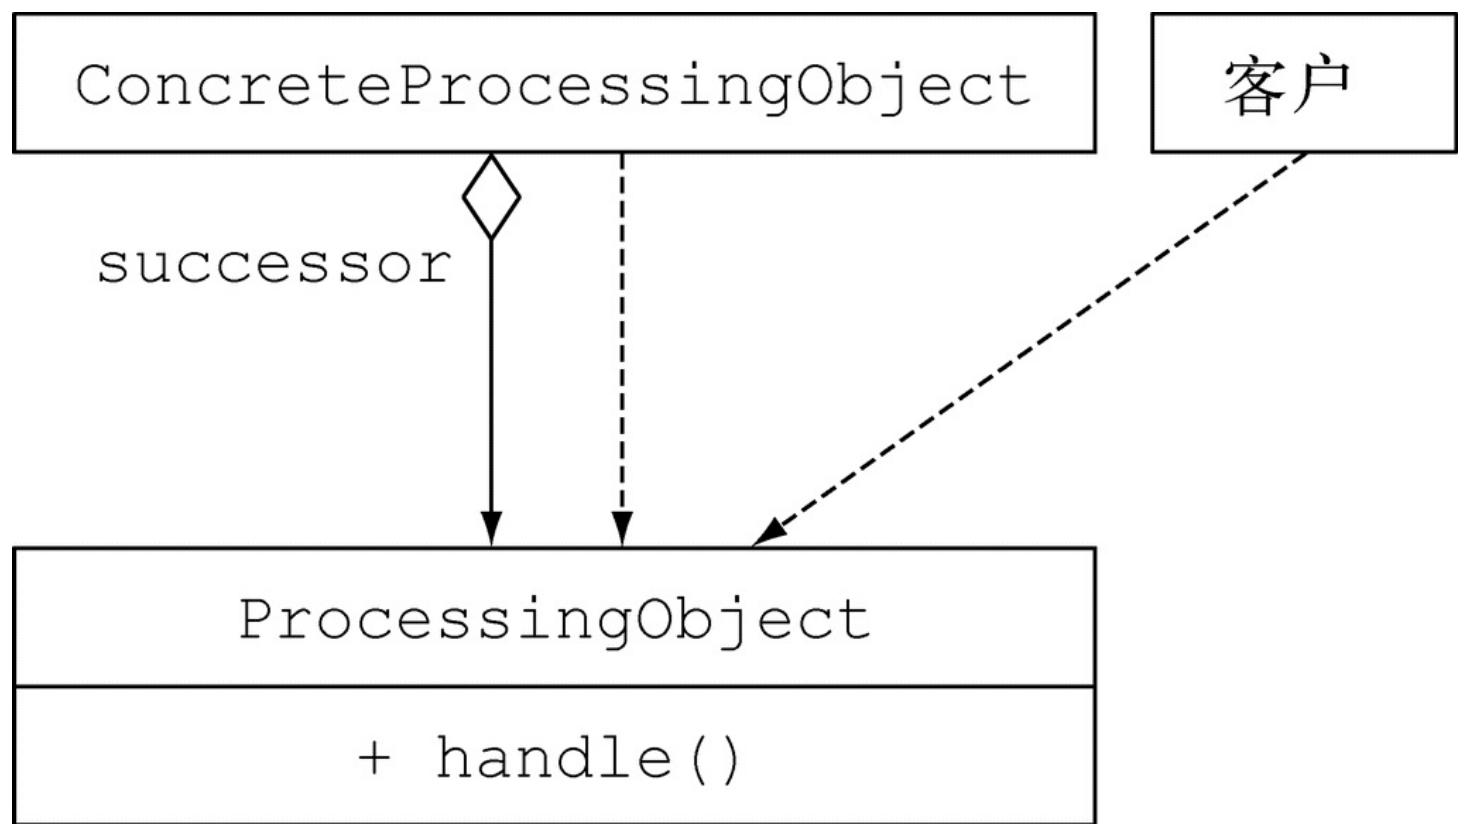 ConcreteProcessingObject
客户
successor
ProcessingObject
+ handle()